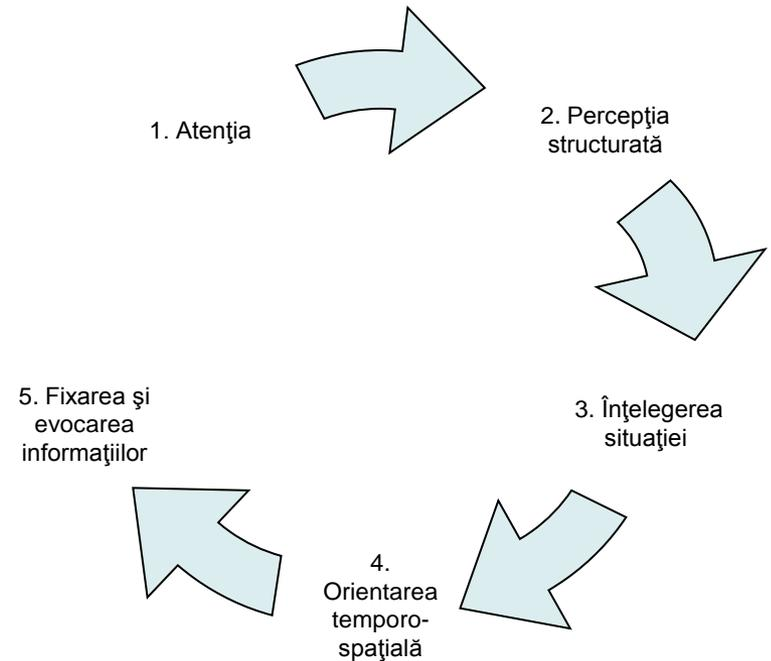 1. Atenţia
2. Percepţia
structurată
3. Înţelegerea
situaţiei
4.
Orientarea
temporo-
spaţială
5. Fixarea şi
evocarea
informaţiilor